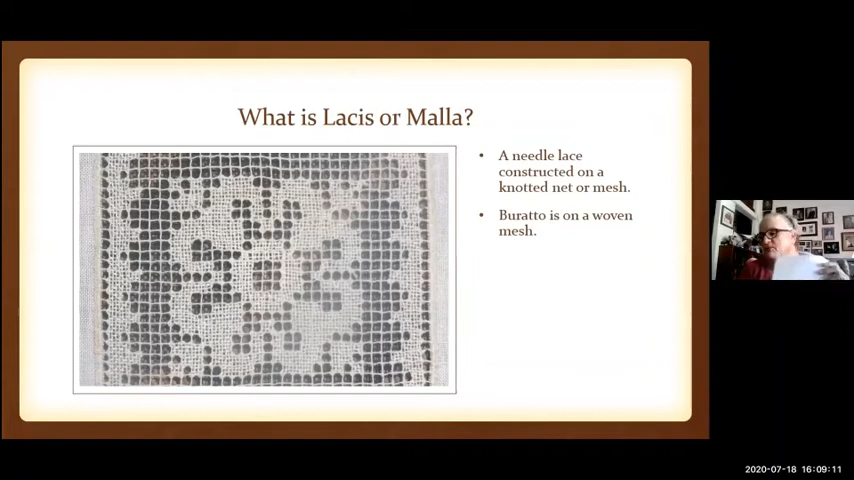 What is Lacis or Malla?
• A needle lace
constructed on a
knotted net or mesh.
• Buratto is on a woven
mesh.
2020-07-18 16:09:11